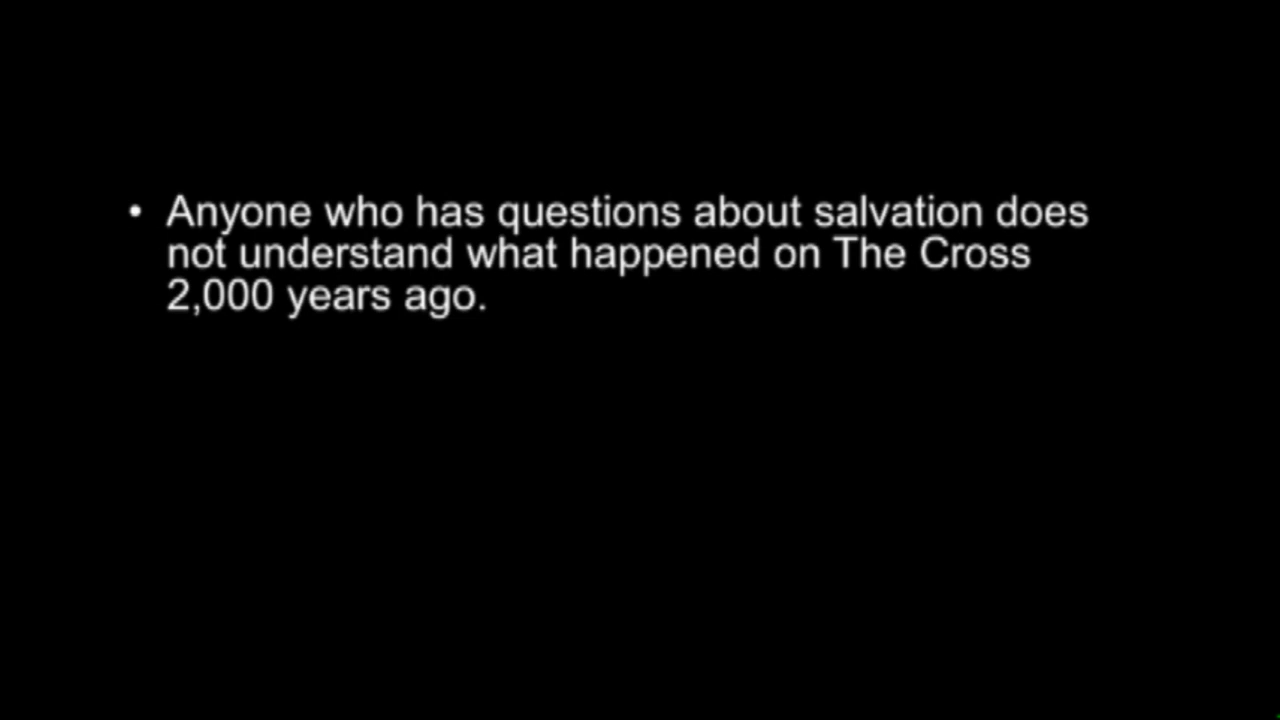 • Anyone who has questions about salvation does
not understand what happened on The Cross
2,000 years ago.